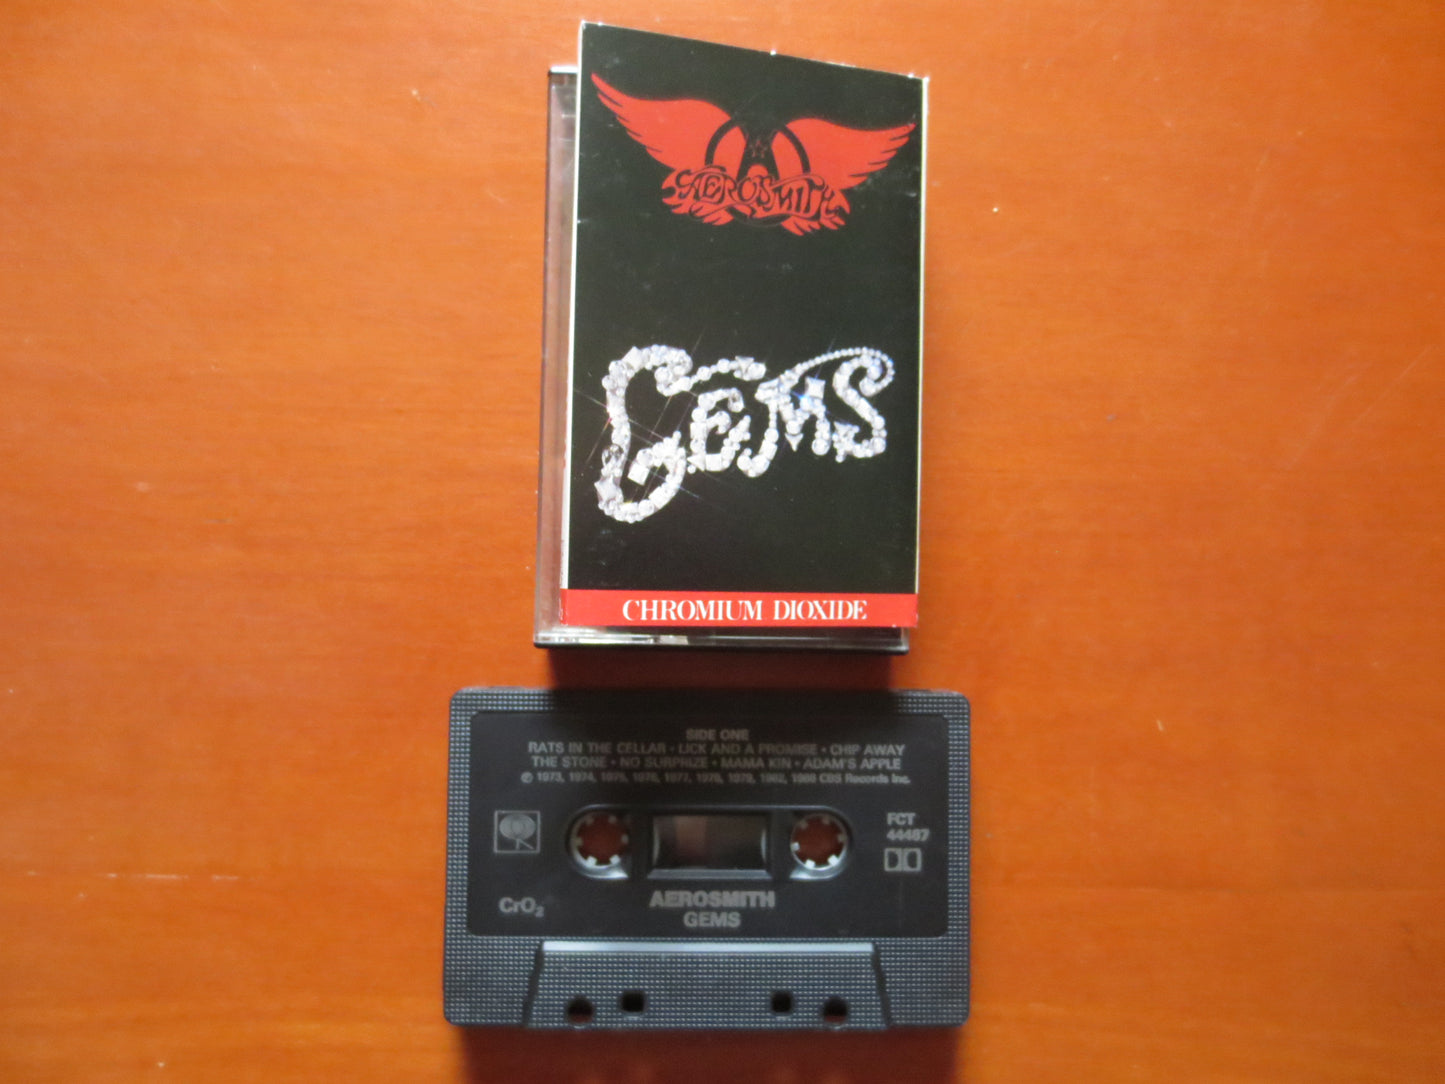 AEROSMITH
GEMS
CHROMIUM DIOXIDE
SIDE ONE
RATS IN THE CELLAR • LICK AND A PROMISE • CHIP AWAY
THE STONE • NO SURPRIZE • MAMA KIN • ADAM'S APPLE
℗ 1973, 1974, 1975, 1976, 1977, 1978, 1979, 1982, 1988 CBS Records Inc.
FCT
44487
CrO₂
AEROSMITH
GEMS